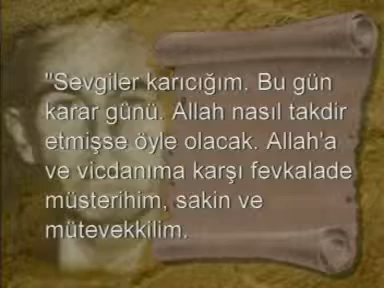 "Sevgiler karıcığım. Bu gün
karar günü. Allah nasıl takdir
etmişse öyle olacak. Allah'a
ve vicdanıma karşı fevkalade
müsterihim, sakin ve
mütevekkilim.